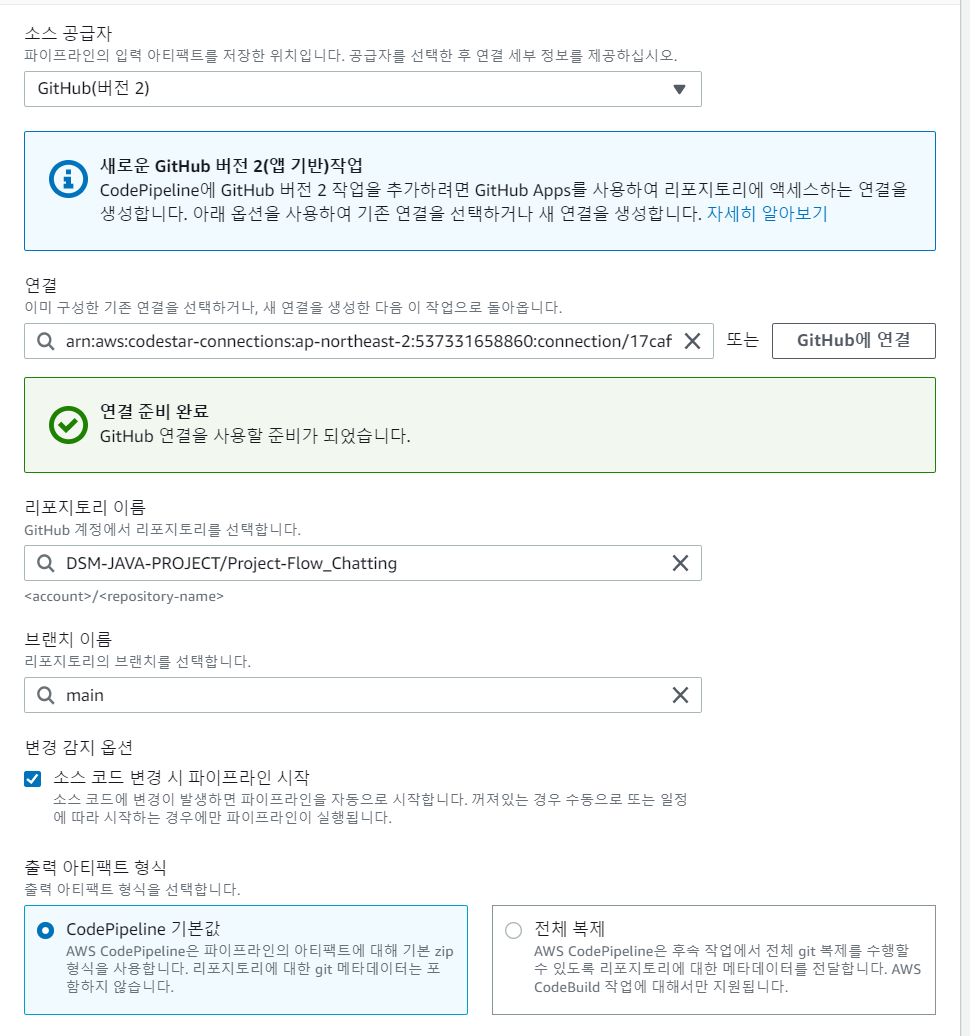 소스 공급자
파이프라인의 입력 아티팩트를 저장한 위치입니다. 공급자를 선택한 후 연결 세부 정보를 제공하십시오.
GitHub(버전 2)
새로운 GitHub 버전 2(앱 기반)작업
CodePipeline에 GitHub 버전 2 작업을 추가하려면 GitHub Apps를 사용하여 리포지토리에 액세스하는 연결을
생성합니다. 아래 옵션을 사용하여 기존 연결을 선택하거나 새 연결을 생성합니다. 자세히 알아보기
연결
이미 구성한 기존 연결을 선택하거나, 새 연결을 생성한 다음 이 작업으로 돌아옵니다.
arn:aws:codestar-connections:ap-northeast-2:537331658860:connection/17caf 또는 GitHub에 연결
연결 준비 완료
GitHub 연결을 사용할 준비가 되었습니다.
리포지토리 이름
GitHub 계정에서 리포지토리를 선택합니다.
DSM-JAVA-PROJECT/Project-Flow_Chatting
<account>/<repository-name>
브랜치 이름
리포지토리의 브랜치를 선택합니다.
main
변경 감지 옵션
소스 코드 변경 시 파이프라인 시작
소스 코드에 변경이 발생하면 파이프라인을 자동으로 시작합니다. 꺼져있는 경우 수동으로 또는 일정
에 따라 시작하는 경우에만 파이프라인이 실행됩니다.
출력 아티팩트 형식
출력 아티팩트 형식을 선택합니다.
CodePipeline 기본값
AWS CodePipeline은 파이프라인의 아티팩트에 대해 기본 zip
형식을 사용합니다. 리포지토리에 대한 git 메타데이터는 포
함하지 않습니다.
전체 복제
AWS CodePipeline은 후속 작업에서 전체 git 복제를 수행할
수 있도록 리포지토리에 대한 메타데이터를 전달합니다. AWS
CodeBuild 작업에 대해서만 지원됩니다.